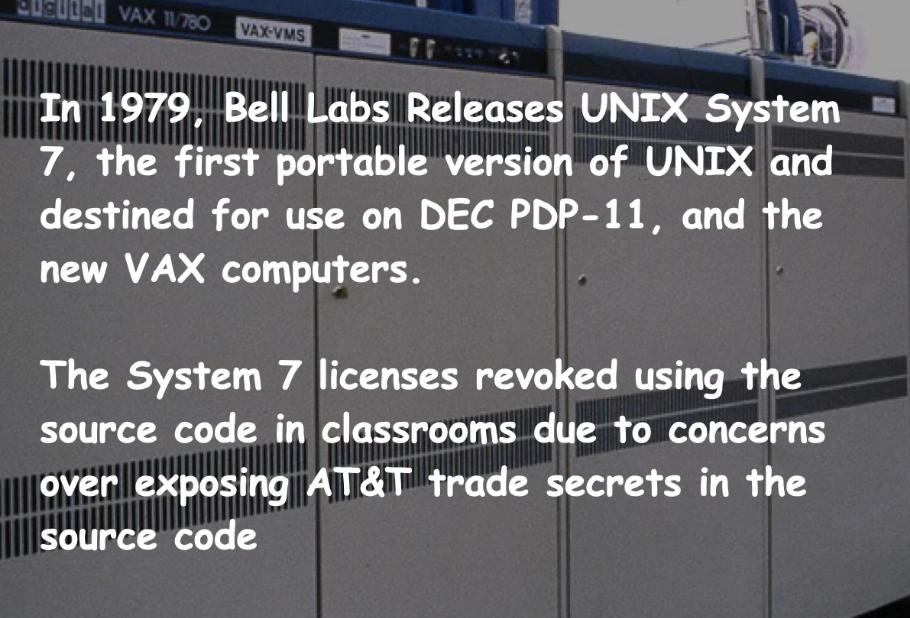 digital VAX 11/780
VAX-VMS
In 1979, Bell Labs Releases UNIX System
7, the first portable version of UNIX and
destined for use on DEC PDP-11, and the
new VAX computers.
The System 7 licenses revoked using the
source code in classrooms due to concerns
over exposing AT&T trade secrets in the
source code